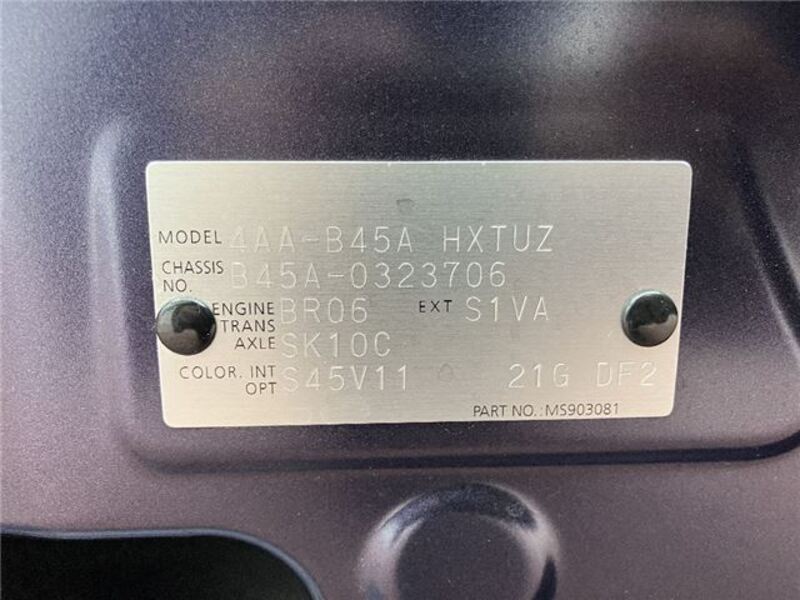 MODEL 4AA-B45A HXTUZ
CHASSIS NO. B45A-0323706
ENGINE BR06 EXT S1VA
TRANS
AXLE SK10C
COLOR. INT
OPT S45V11 21G DF2
PART NO.: MS903081